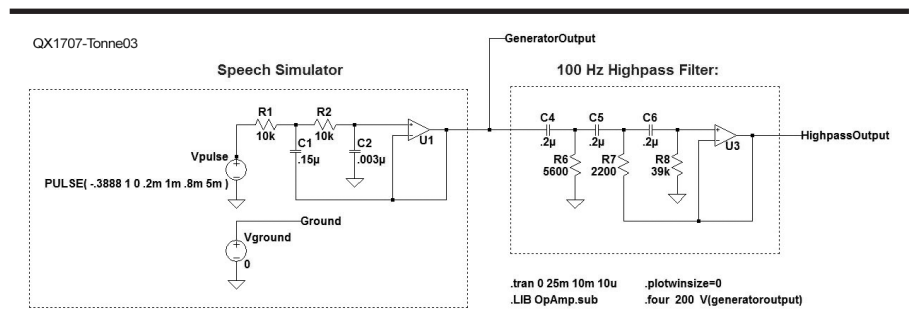 QX1707-Tonne03
GeneratorOutput
Speech Simulator
100 Hz Highpass Filter:
R1
10k
R2
10k
C1
.15µ
C2
.003µ
U1
Vpulse
PULSE( -.3888 1 0 .2m 1m .8m 5m )
Ground
Vground
0
C4
.2µ
C5
.2µ
C6
.2µ
R6
5600
R7
2200
R8
39k
U3
HighpassOutput
.tran 0 25m 10m 10u
.plotwinsize=0
.LIB OpAmp.sub
.four 200 V(generatoroutput)